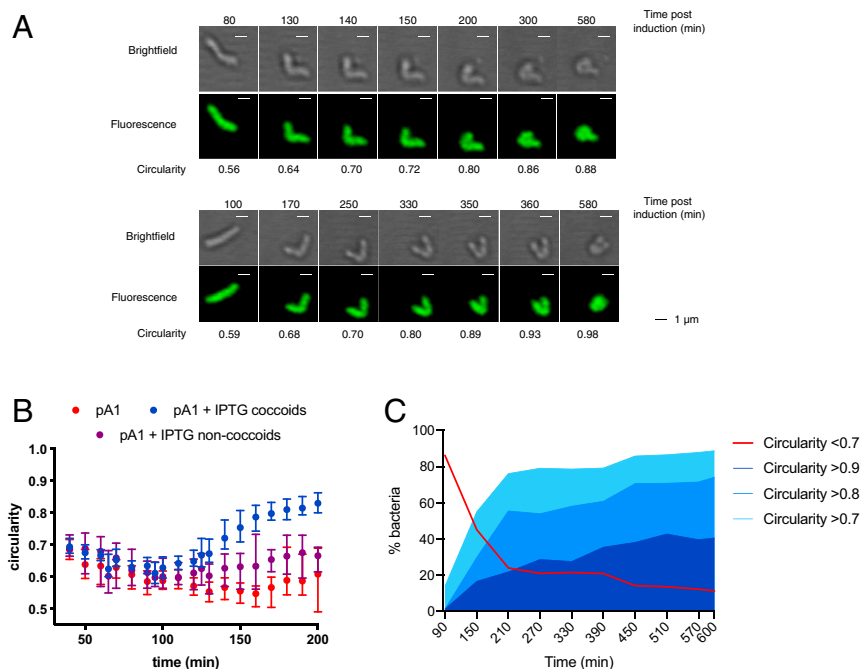 A
80 130 140 150 200 300 580 Time post
induction (min)
Brightfield
Fluorescence
Circularity 0.56 0.64 0.70 0.72 0.80 0.86 0.88
100 170 250 330 350 360 580 Time post
induction (min)
Brightfield
Fluorescence
1 µm
Circularity 0.59 0.68 0.70 0.80 0.89 0.93 0.98
B
pA1 pA1 + IPTG coccoids
pA1 + IPTG non-coccoids
circularity
1.0
0.9
0.8
0.7
0.6
0.5
50 100 150 200
time (min)
C
% bacteria
100
80
60
40
20
0
90 150 210 270 330 390 450 510 570 600
Time (min)
Circularity <0.7
Circularity >0.9
Circularity >0.8
Circularity >0.7